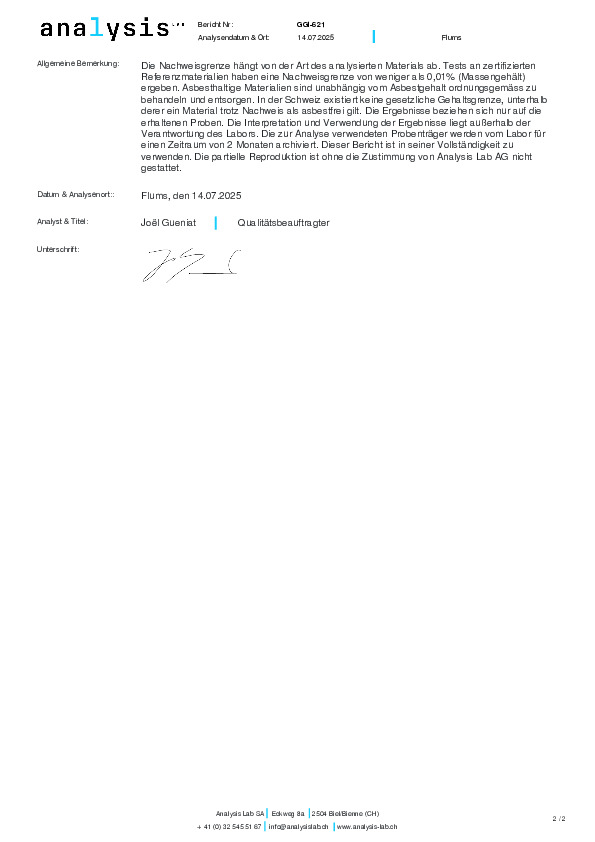 analysis
Bericht Nr: GGI-621
Analysendatum & Ort: 14.07.2025 Flums
Allgemeine Bemerkung: Die Nachweisgrenze hängt von der Art des analysierten Materials ab. Tests an zertifizierten
Referenzmaterialien haben eine Nachweisgrenze von weniger als 0,01% (Massengehält)
ergeben. Asbesthaltige Materialien sind unabhängig vom Asbestgehalt ordnungsgemäss zu
behandeln und entsorgen. In der Schweiz existiert keine gesetzliche Gehaltsgrenze, unterhalb
derer ein Material trotz Nachweis als asbestfrei gilt. Die Ergebnisse beziehen sich nur auf die
erhaltenen Proben. Die Interpretation und Verwendung der Ergebnisse liegt außerhalb der
Verantwortung des Labors. Die zur Analyse verwendeten Probenträger werden vom Labor für
einen Zeitraum von 2 Monaten archiviert. Dieser Bericht ist in seiner Vollständigkeit zu
verwenden. Die partielle Reproduktion ist ohne die Zustimmung von Analysis Lab AG nicht
gestattet.
Datum & Analysenort:: Flums, den 14.07.2025
Analyst & Titel: Joël Gueniat Qualitätsbeauftragter
Unterschrift:
Analysis Lab SA Eckweg 8a 2504 Biel/Bienne (CH)
+ 41 (0) 32 545 51 67 info@analysislab.ch www.analysis-lab.ch
2 / 2